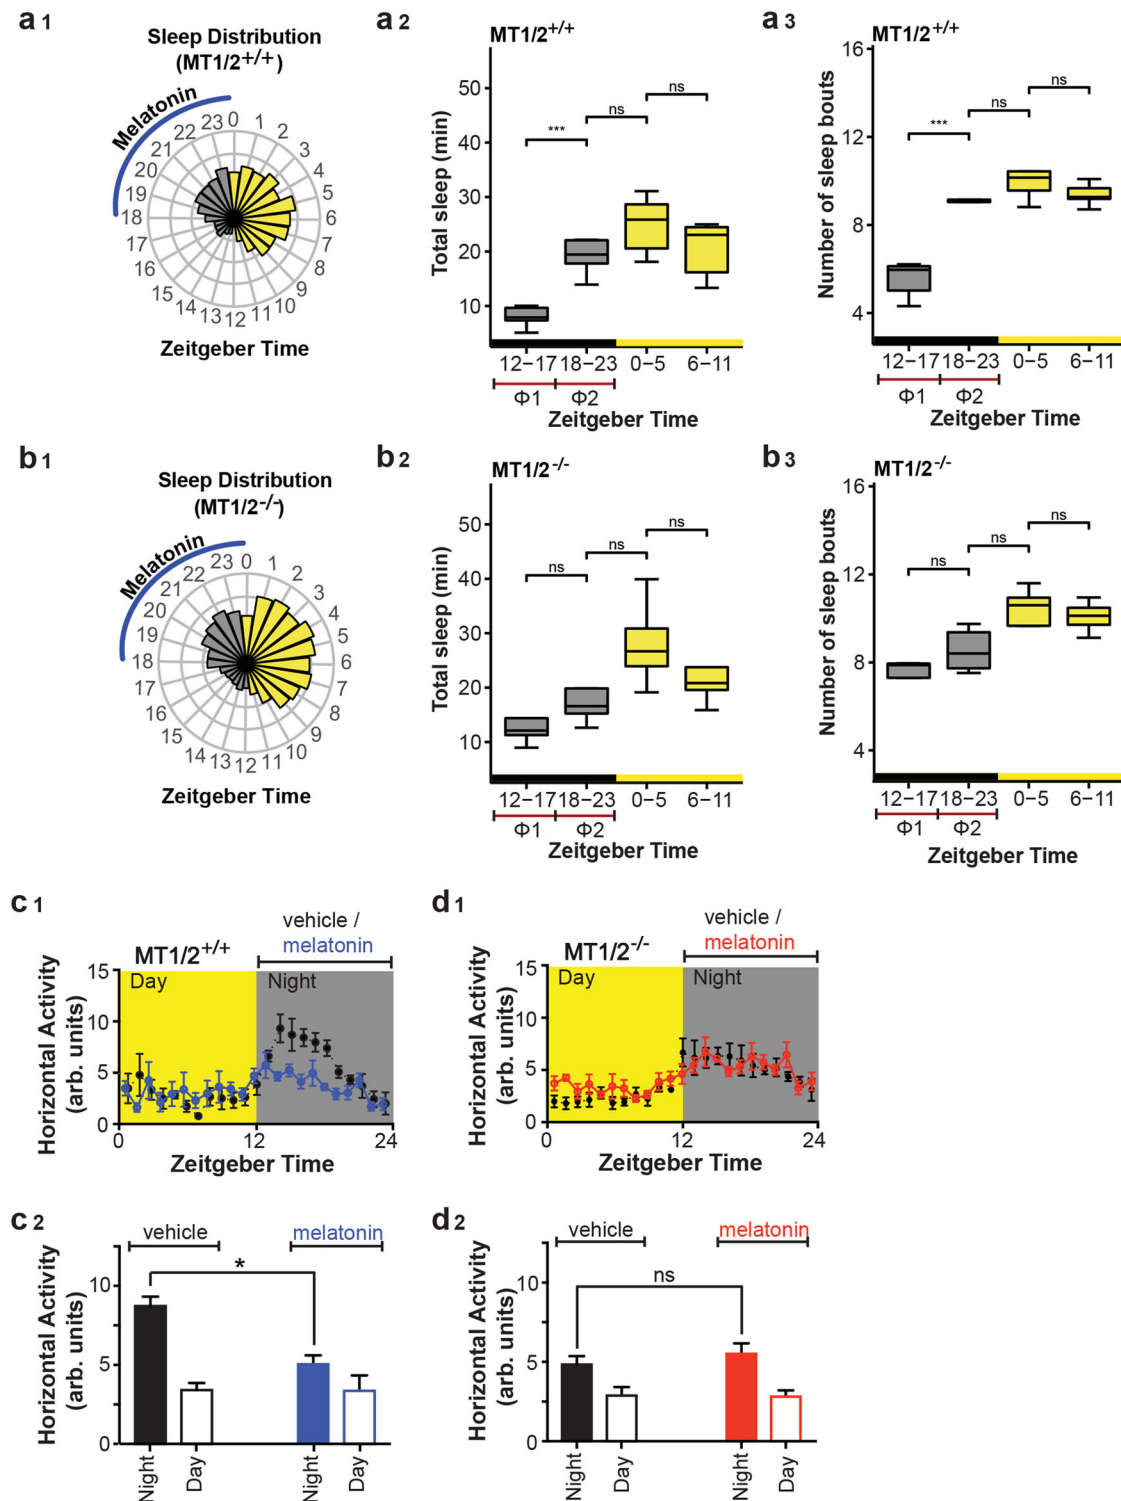 a1
Sleep Distribution
(MT1/2+/+)
Melatonin
0
1
2
3
4
5
6
7
8
9
10
11
12
13
14
15
16
17
18
19
20
21
22
23
Zeitgeber Time
a2
MT1/2+/+
Total sleep (min)
50
40
30
20
10
***
ns
ns
12–17 18–23 0–5 6–11
Φ1 Φ2
Zeitgeber Time
a3
MT1/2+/+
Number of sleep bouts
16
12
8
4
***
ns
ns
12–17 18–23 0–5 6–11
Φ1 Φ2
Zeitgeber Time
b1
Sleep Distribution
(MT1/2-/-)
Melatonin
0
1
2
3
4
5
6
7
8
9
10
11
12
13
14
15
16
17
18
19
20
21
22
23
Zeitgeber Time
b2
MT1/2-/-
Total sleep (min)
50
40
30
20
10
ns
ns
ns
12–17 18–23 0–5 6–11
Φ1 Φ2
Zeitgeber Time
b3
MT1/2-/-
Number of sleep bouts
16
12
8
4
ns
ns
ns
12–17 18–23 0–5 6–11
Φ1 Φ2
Zeitgeber Time
c1
vehicle /
melatonin
MT1/2+/+
Day Night
Horizontal Activity
(arb. units)
15
10
5
0
0 12 24
Zeitgeber Time
d1
vehicle /
melatonin
MT1/2-/-
Day Night
Horizontal Activity
(arb. units)
15
10
5
0
0 12 24
Zeitgeber Time
c2
vehicle melatonin
*
Horizontal Activity
(arb. units)
10
5
0
Night Day Night Day
d2
vehicle melatonin
ns
Horizontal Activity
(arb. units)
10
5
0
Night Day Night Day